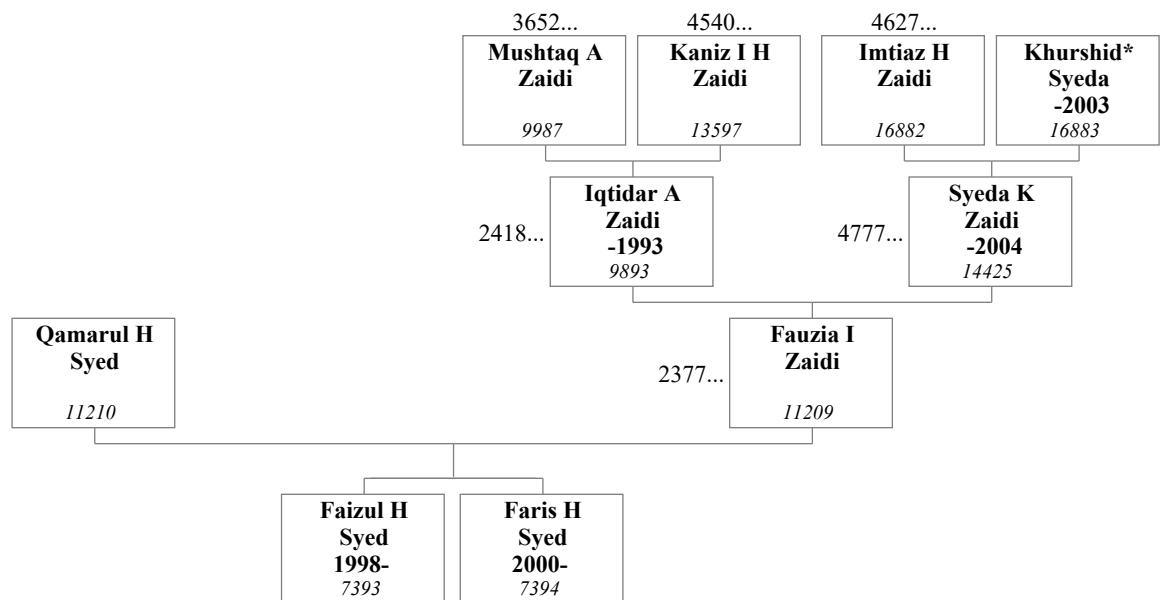 3652...
4540...
4627...
Mushtaq A
Zaidi
9987
Kaniz I H
Zaidi
13597
Imtiaz H
Zaidi
16882
Khurshid*
Syeda
-2003
16883
2418...
Iqtidar A
Zaidi
-1993
9893
4777...
Syeda K
Zaidi
-2004
14425
Qamarul H
Syed
11210
2377...
Fauzia I
Zaidi
11209
Faizul H
Syed
1998-
7393
Faris H
Syed
2000-
7394